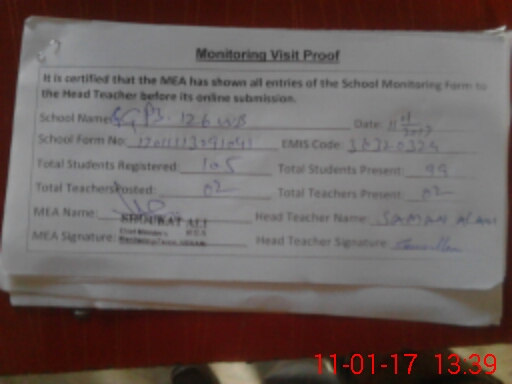 Monitoring Visit Proof
It is certified that the MEA has shown all entries of the School Monitoring Form to
the Head Teacher before its online submission.
School Name: GGPS. 126 WB Date:
School Form No: EMIS Code:
Total Students Registered: 105 Total Students Present: 99
Total Teachers Posted: 02 Total Teachers Present: 02
MEA Name: Head Teacher Name: SAMAN
SHOUKAT ALI
MEA Signature: Head Teacher Signature:
11-01-17 13:39